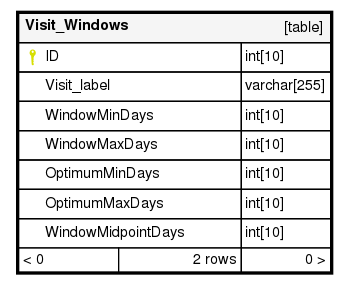 Visit_Windows [table]
ID int[10]
Visit_label varchar[255]
WindowMinDays int[10]
WindowMaxDays int[10]
OptimumMinDays int[10]
OptimumMaxDays int[10]
WindowMidpointDays int[10]
< 0 2 rows 0 >